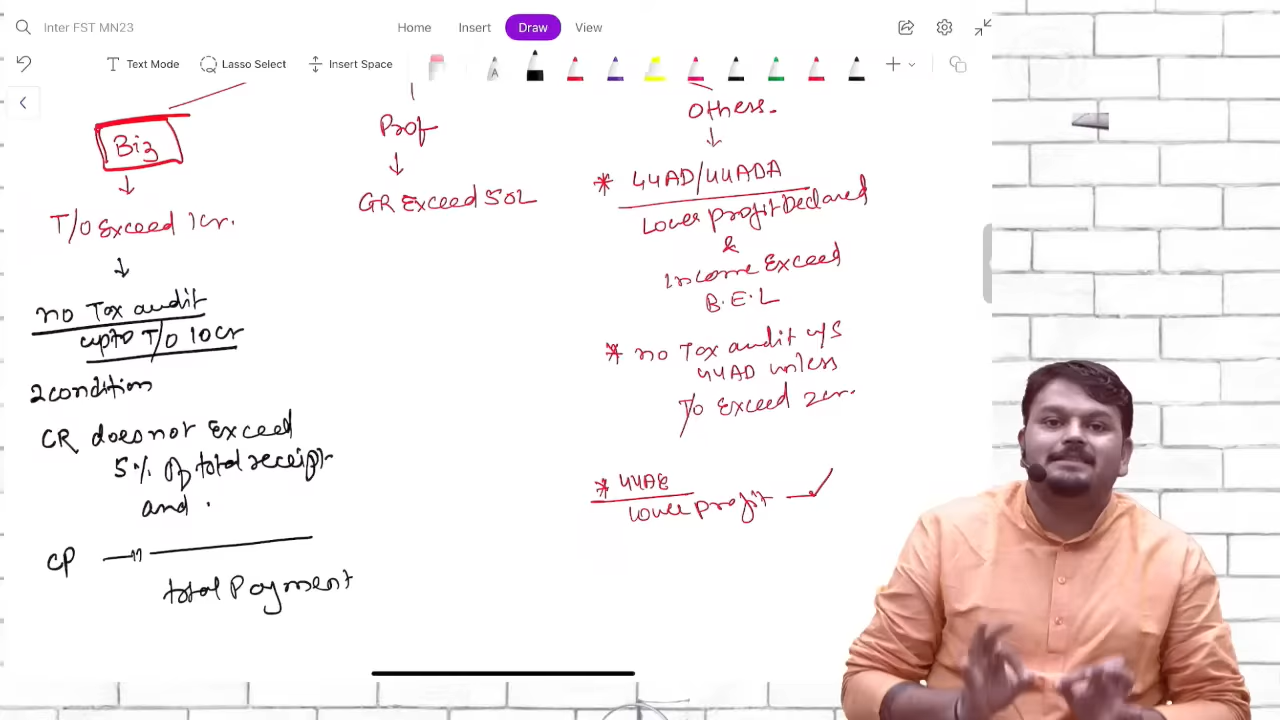 Inter FST MN23
Home
Insert
Draw
View
Text Mode
Lasso Select
Insert Space
Biz
T/O Exceed 1cr.
no Tax audit
upto T/O 10cr
2 condition
CR does not Exceed
5% of total receipt
and
CP —〃—
total Payment
Prof
GR Exceed 50L
Others
* 44AD/44ADA
Lower Profit Declared
&
Income Exceed
B.E.L
* no Tax audit u/s
44AD unless
T/O Exceed 2cr.
* 44AE
Lower Profit